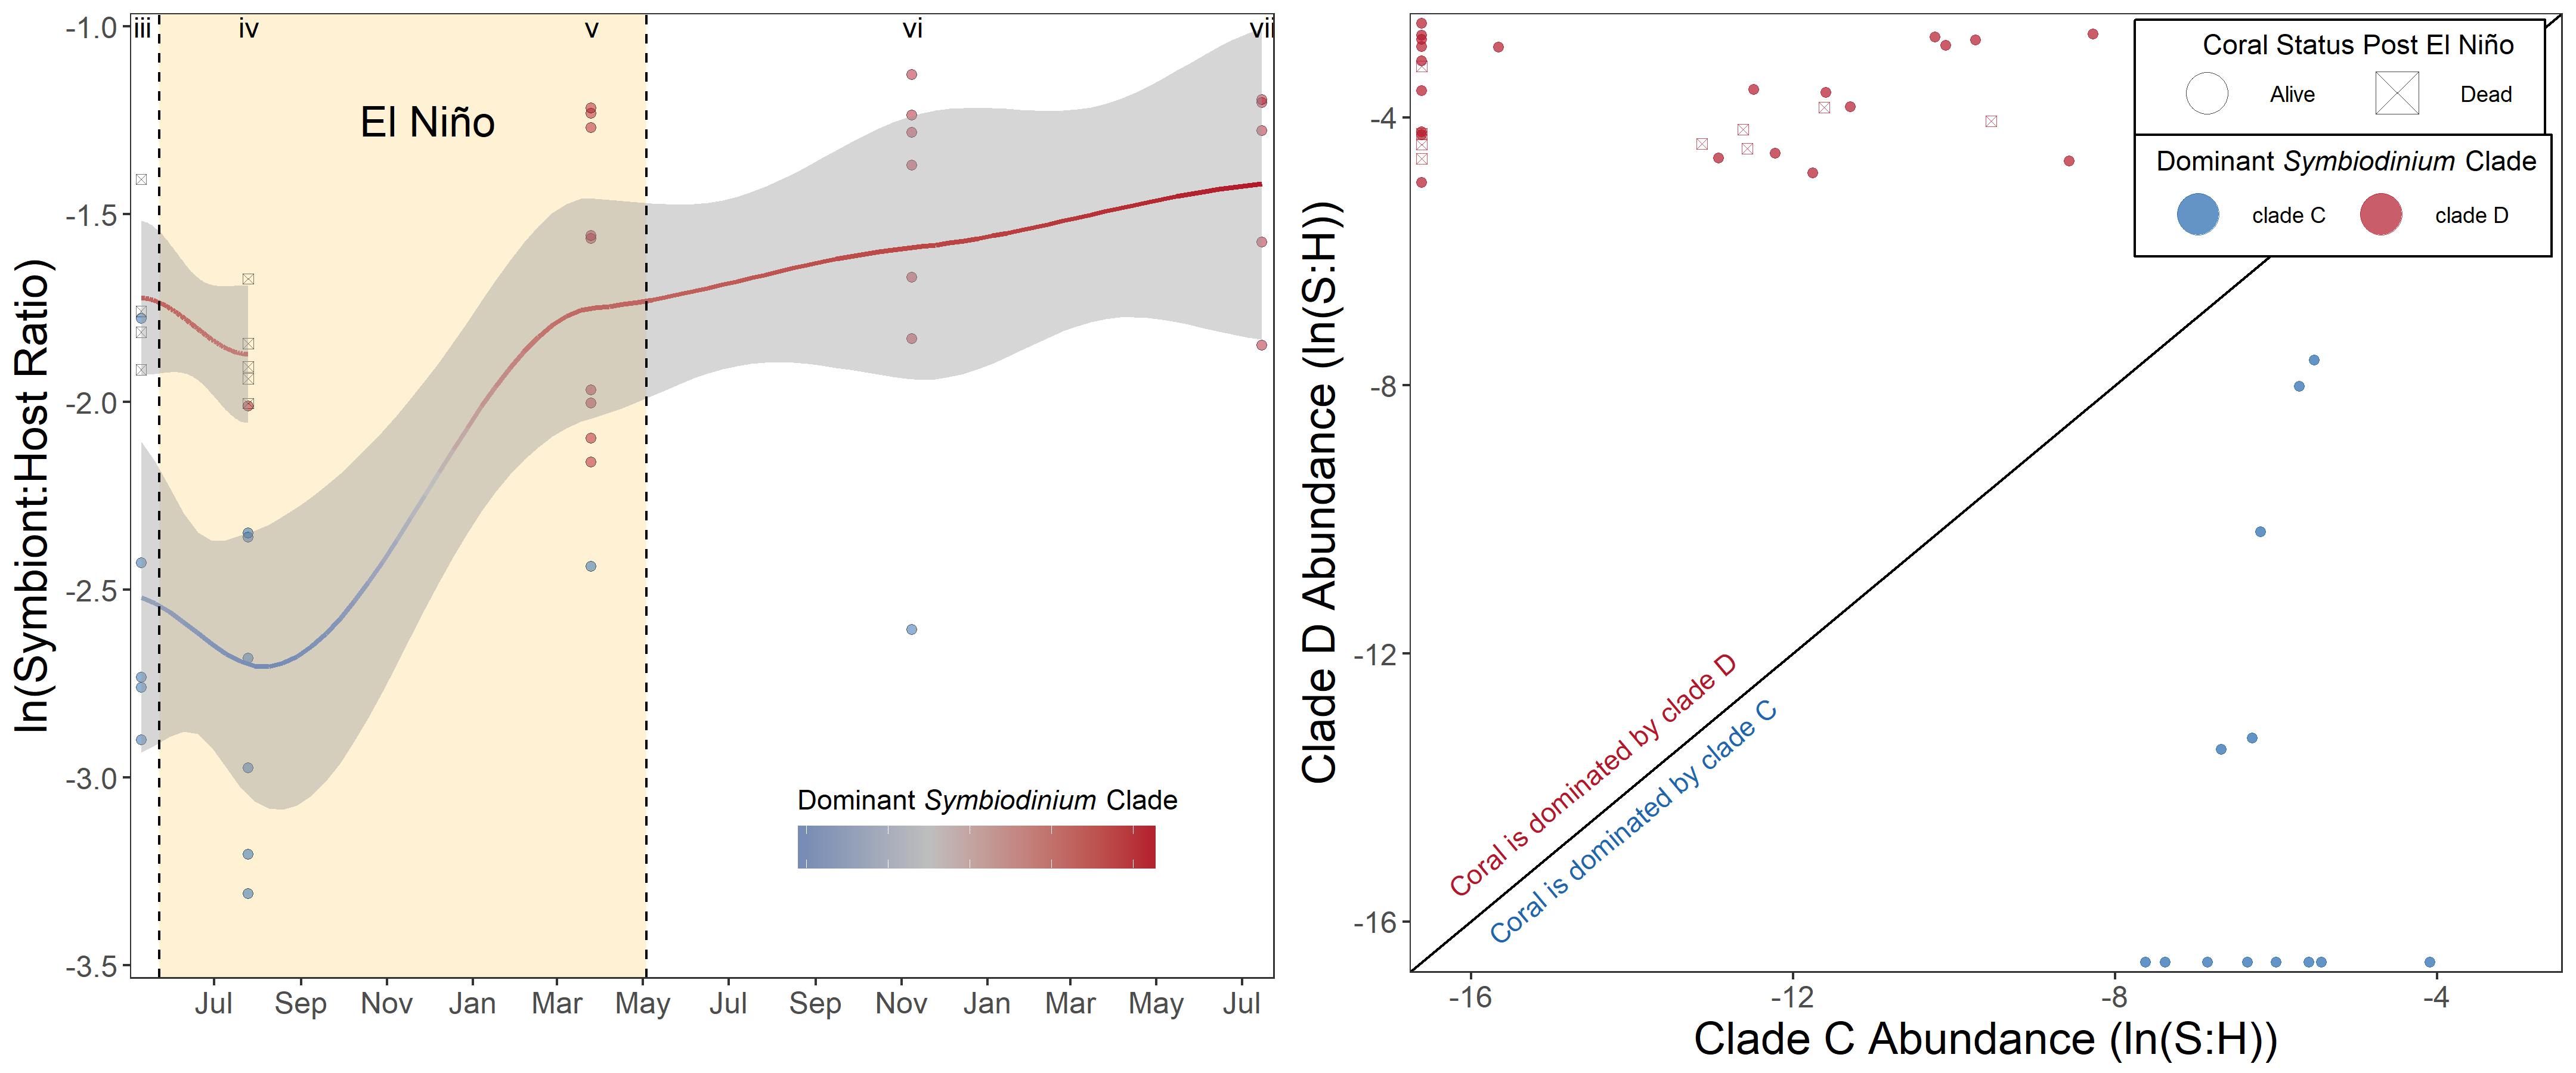 iii iv v vi vii
El Niño
-1.0
-1.5
-2.0
-2.5
-3.0
-3.5
ln(Symbiont:Host Ratio)
Dominant Symbiodinium Clade
Jul Sep Nov Jan Mar May Jul Sep Nov Jan Mar May Jul
Coral Status Post El Niño
Alive Dead
Dominant Symbiodinium Clade
clade C clade D
-4
-8
-12
-16
Clade D Abundance (ln(S:H))
Coral is dominated by clade D
Coral is dominated by clade C
-16 -12 -8 -4
Clade C Abundance (ln(S:H))